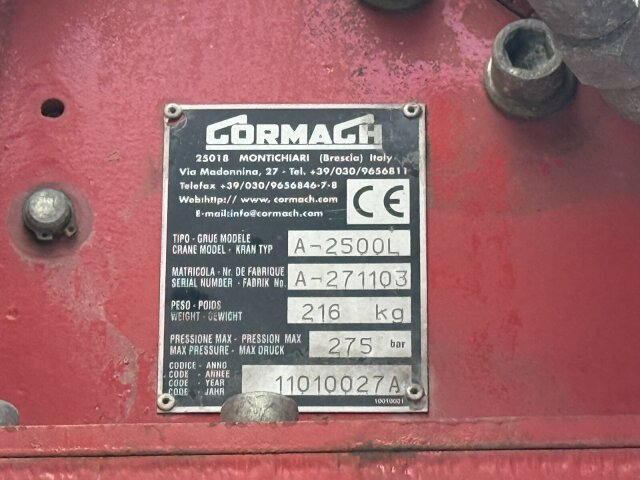 CORMACH
25018 MONTICHIARI (Brescia) Italy
Via Madonnina, 27 - Tel. +39/030/9656811
Telefax +39/030/9656846-7-8
Web:http:// www. cormach.com
E-mail:info@cormach.com
CE
TIPO - GRUE MODELE
CRANE MODEL - KRAN TYP A-2500L
MATRICOLA - Nr. DE FABRIQUE
SERIAL NUMBER - FABRIK No. A-271103
PESO - POIDS
WEIGHT - GEWICHT 216 kg
PRESSIONE MAX - PRESSION MAX
MAX PRESSURE - MAX DRUCK 275 bar
CODICE - ANNO
CODE - ANNÉE
CODE - YEAR
CODE - JAHR 11010027A
10010001